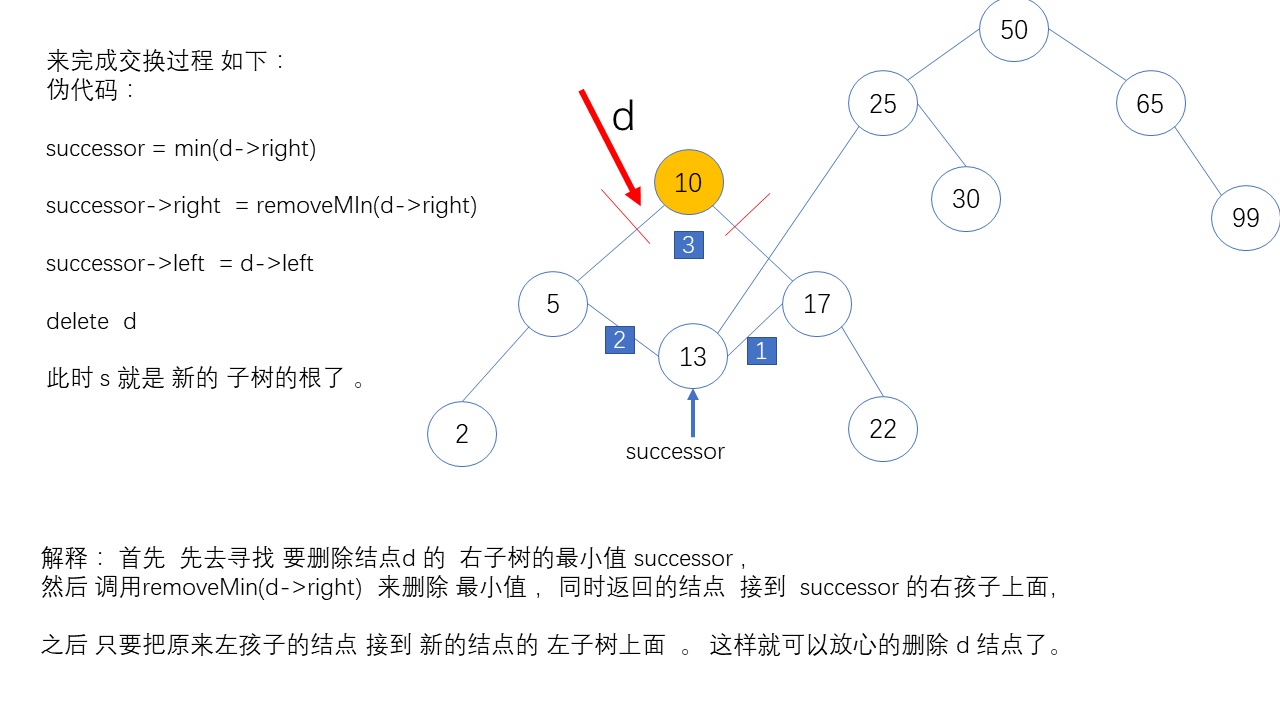 来完成交换过程 如下：
伪代码：
successor = min(d->right)
successor->right = removeMIn(d->right)
successor->left = d->left
delete d
此时 s 就是 新的 子树的根了 。
d
50
25
65
10
30
99
3
5
17
2
13
1
2
22
successor
解释： 首先 先去寻找 要删除结点d 的 右子树的最小值 successor ,
然后 调用removeMin(d->right) 来删除 最小值 ,  同时返回的结点 接到 successor 的右孩子上面,
之后 只要把原来左孩子的结点 接到 新的结点的 左子树上面 。 这样就可以放心的删除 d 结点了。